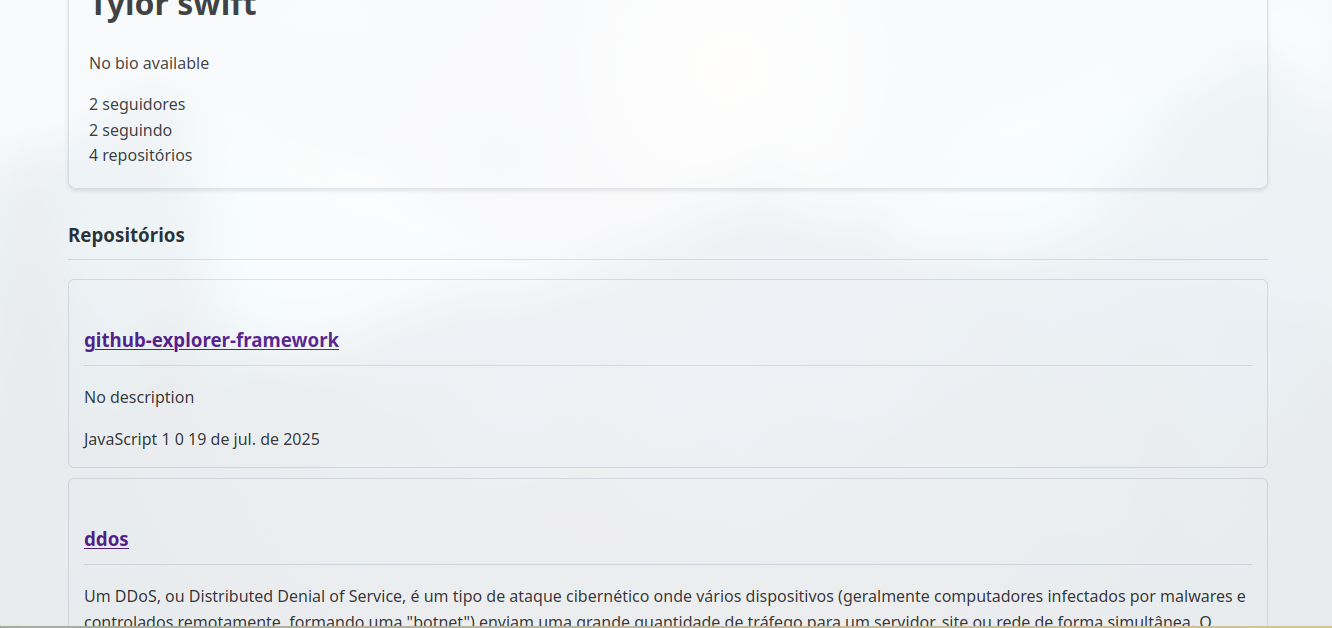 Tylor swift
No bio available
2 seguidores
2 seguindo
4 repositórios
Repositórios
github-explorer-framework
No description
JavaScript 1 0 19 de jul. de 2025
ddos
Um DDoS, ou Distributed Denial of Service, é um tipo de ataque cibernético onde vários dispositivos (geralmente computadores infectados por malwares e
controlados remotamente, formando uma "botnet") enviam uma grande quantidade de tráfego para um servidor, site ou rede de forma simultânea. O